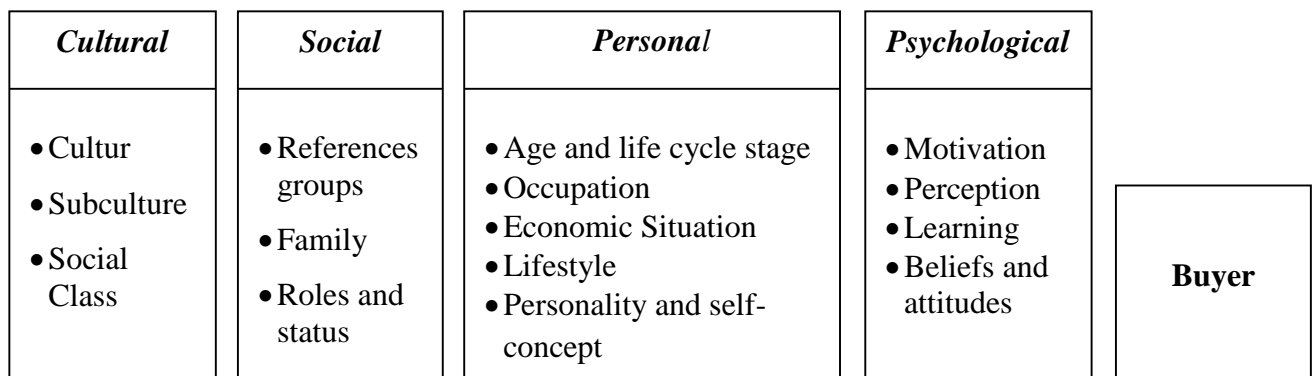 Cultural
• Cultur
• Subculture
• Social
Class
Social
• References
groups
• Family
• Roles and
status
Personal
• Age and life cycle stage
• Occupation
• Economic Situation
• Lifestyle
• Personality and self-
concept
Psychological
• Motivation
• Perception
• Learning
• Beliefs and
attitudes
Buyer